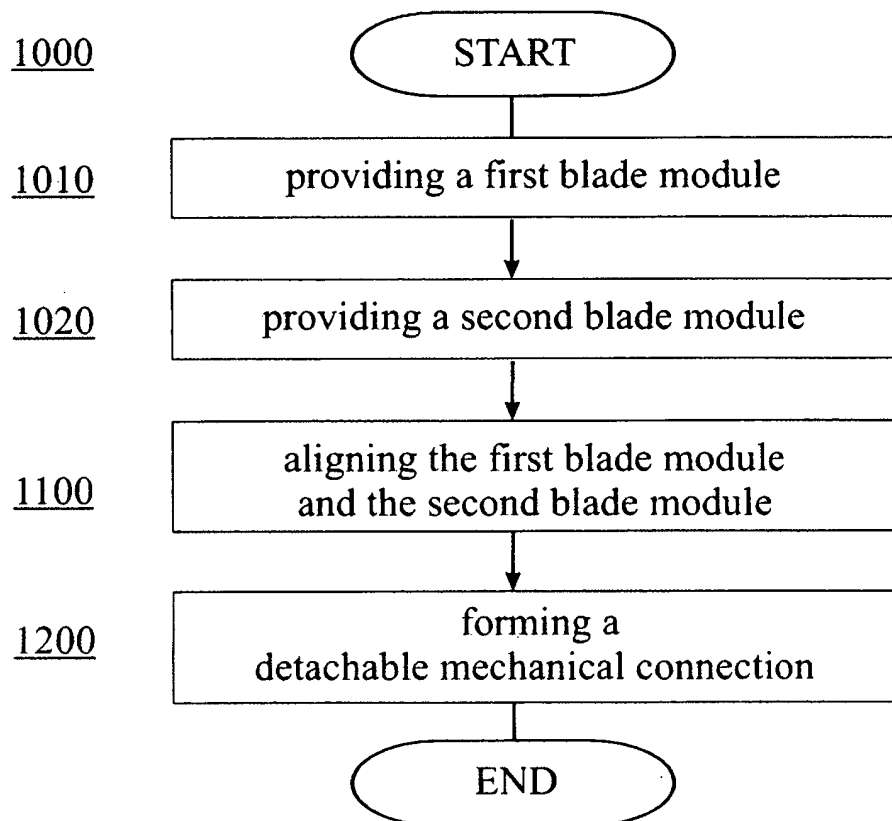 1000
START
1010
providing a first blade module
1020
providing a second blade module
1100
aligning the first blade module
and the second blade module
1200
forming a
detachable mechanical connection
END